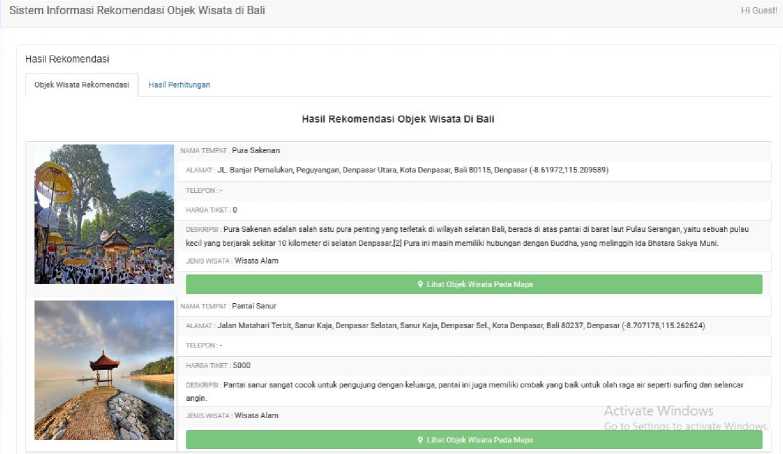 Sistem Informasi Rekomendasi Objek Wisata di Bali
Hi Guest!
Hasil Rekomendasi
Objek Wisata Rekomendasi
Hasil Perhitungan
Hasil Rekomendasi Objek Wisata Di Bali
NAMA TEMPAT : Pura Sakenan
ALAMAT : JL. Banjar Pemalukan, Peguyangan, Denpasar Utara, Kota Denpasar, Bali 80115, Denpasar (-8.61972,115.209589)
TELEPON : -
HARGA TIKET : 0
DESKRIPSI : Pura Sakenan adalah salah satu pura penting yang terletak di wilayah selatan Bali, berada di atas pantai di barat laut Pulau Serangan, yaitu sebuah pulau
kecil yang berjarak sekitar 10 kilometer di selatan Denpasar.[2] Pura ini masih memiliki hubungan dengan Buddha, yang melinggih Ida Bhatara Sakya Muni.
JENIS WISATA : Wisata Alam
Lihat Objek Wisata Pada Maps
NAMA TEMPAT : Pantai Sanur
ALAMAT : Jalan Matahari Terbit, Sanur Kaja, Denpasar Selatan, Sanur Kaja, Denpasar Sel., Kota Denpasar, Bali 80237, Denpasar (-8.707178,115.262624)
TELEPON : -
HARGA TIKET : 5000
DESKRIPSI : Pantai sanur sangat cocok untuk pengujung dengan keluarga, pantai ini juga memiliki ombak yang baik untuk olah raga air seperti surfing dan selancar
angin.
JENIS WISATA : Wisata Alam
Activate Windows
Go to Settings to activate Windows.
Lihat Objek Wisata Pada Maps